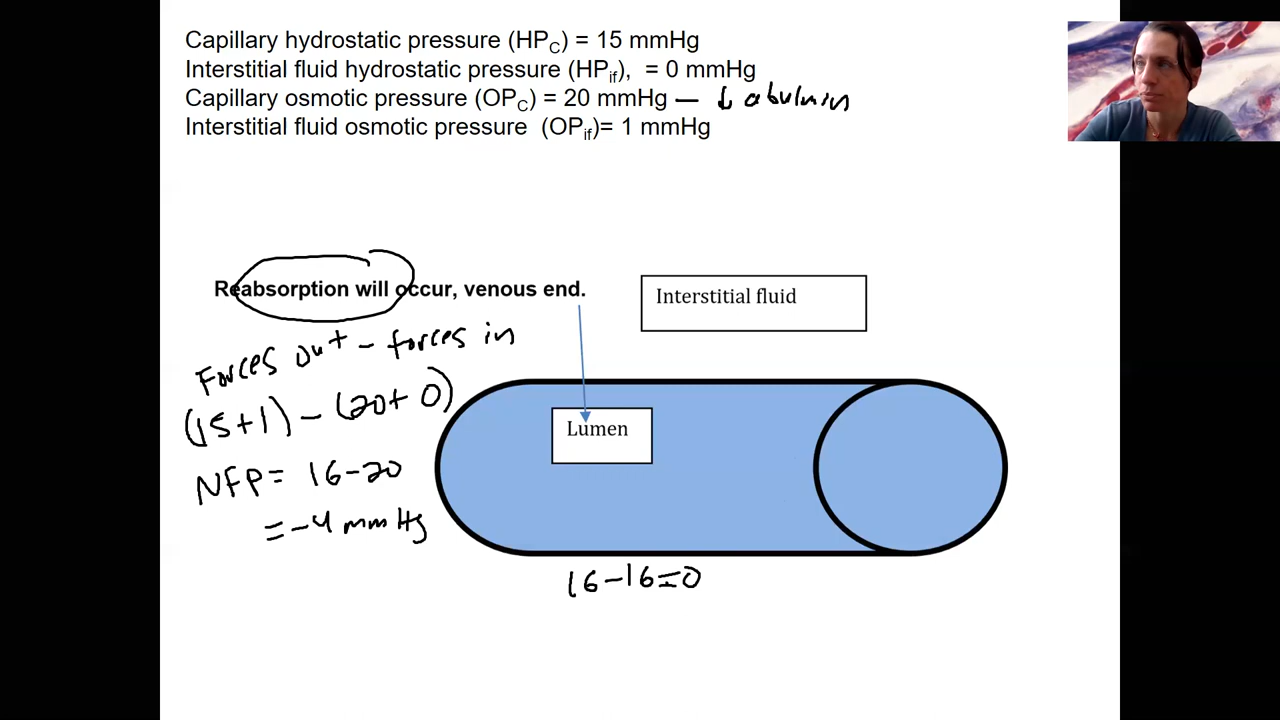 Capillary hydrostatic pressure (HPC) = 15 mmHg
Interstitial fluid hydrostatic pressure (HPif), = 0 mmHg
Capillary osmotic pressure (OPC) = 20 mmHg — ↓ abulmin
Interstitial fluid osmotic pressure (OPif)= 1 mmHg
Reabsorption will occur, venous end.
Interstitial fluid
Forces out - forces in
(15+1) - (20+0)
Lumen
NFP= 16-20
=-4 mmHg
16-16=0